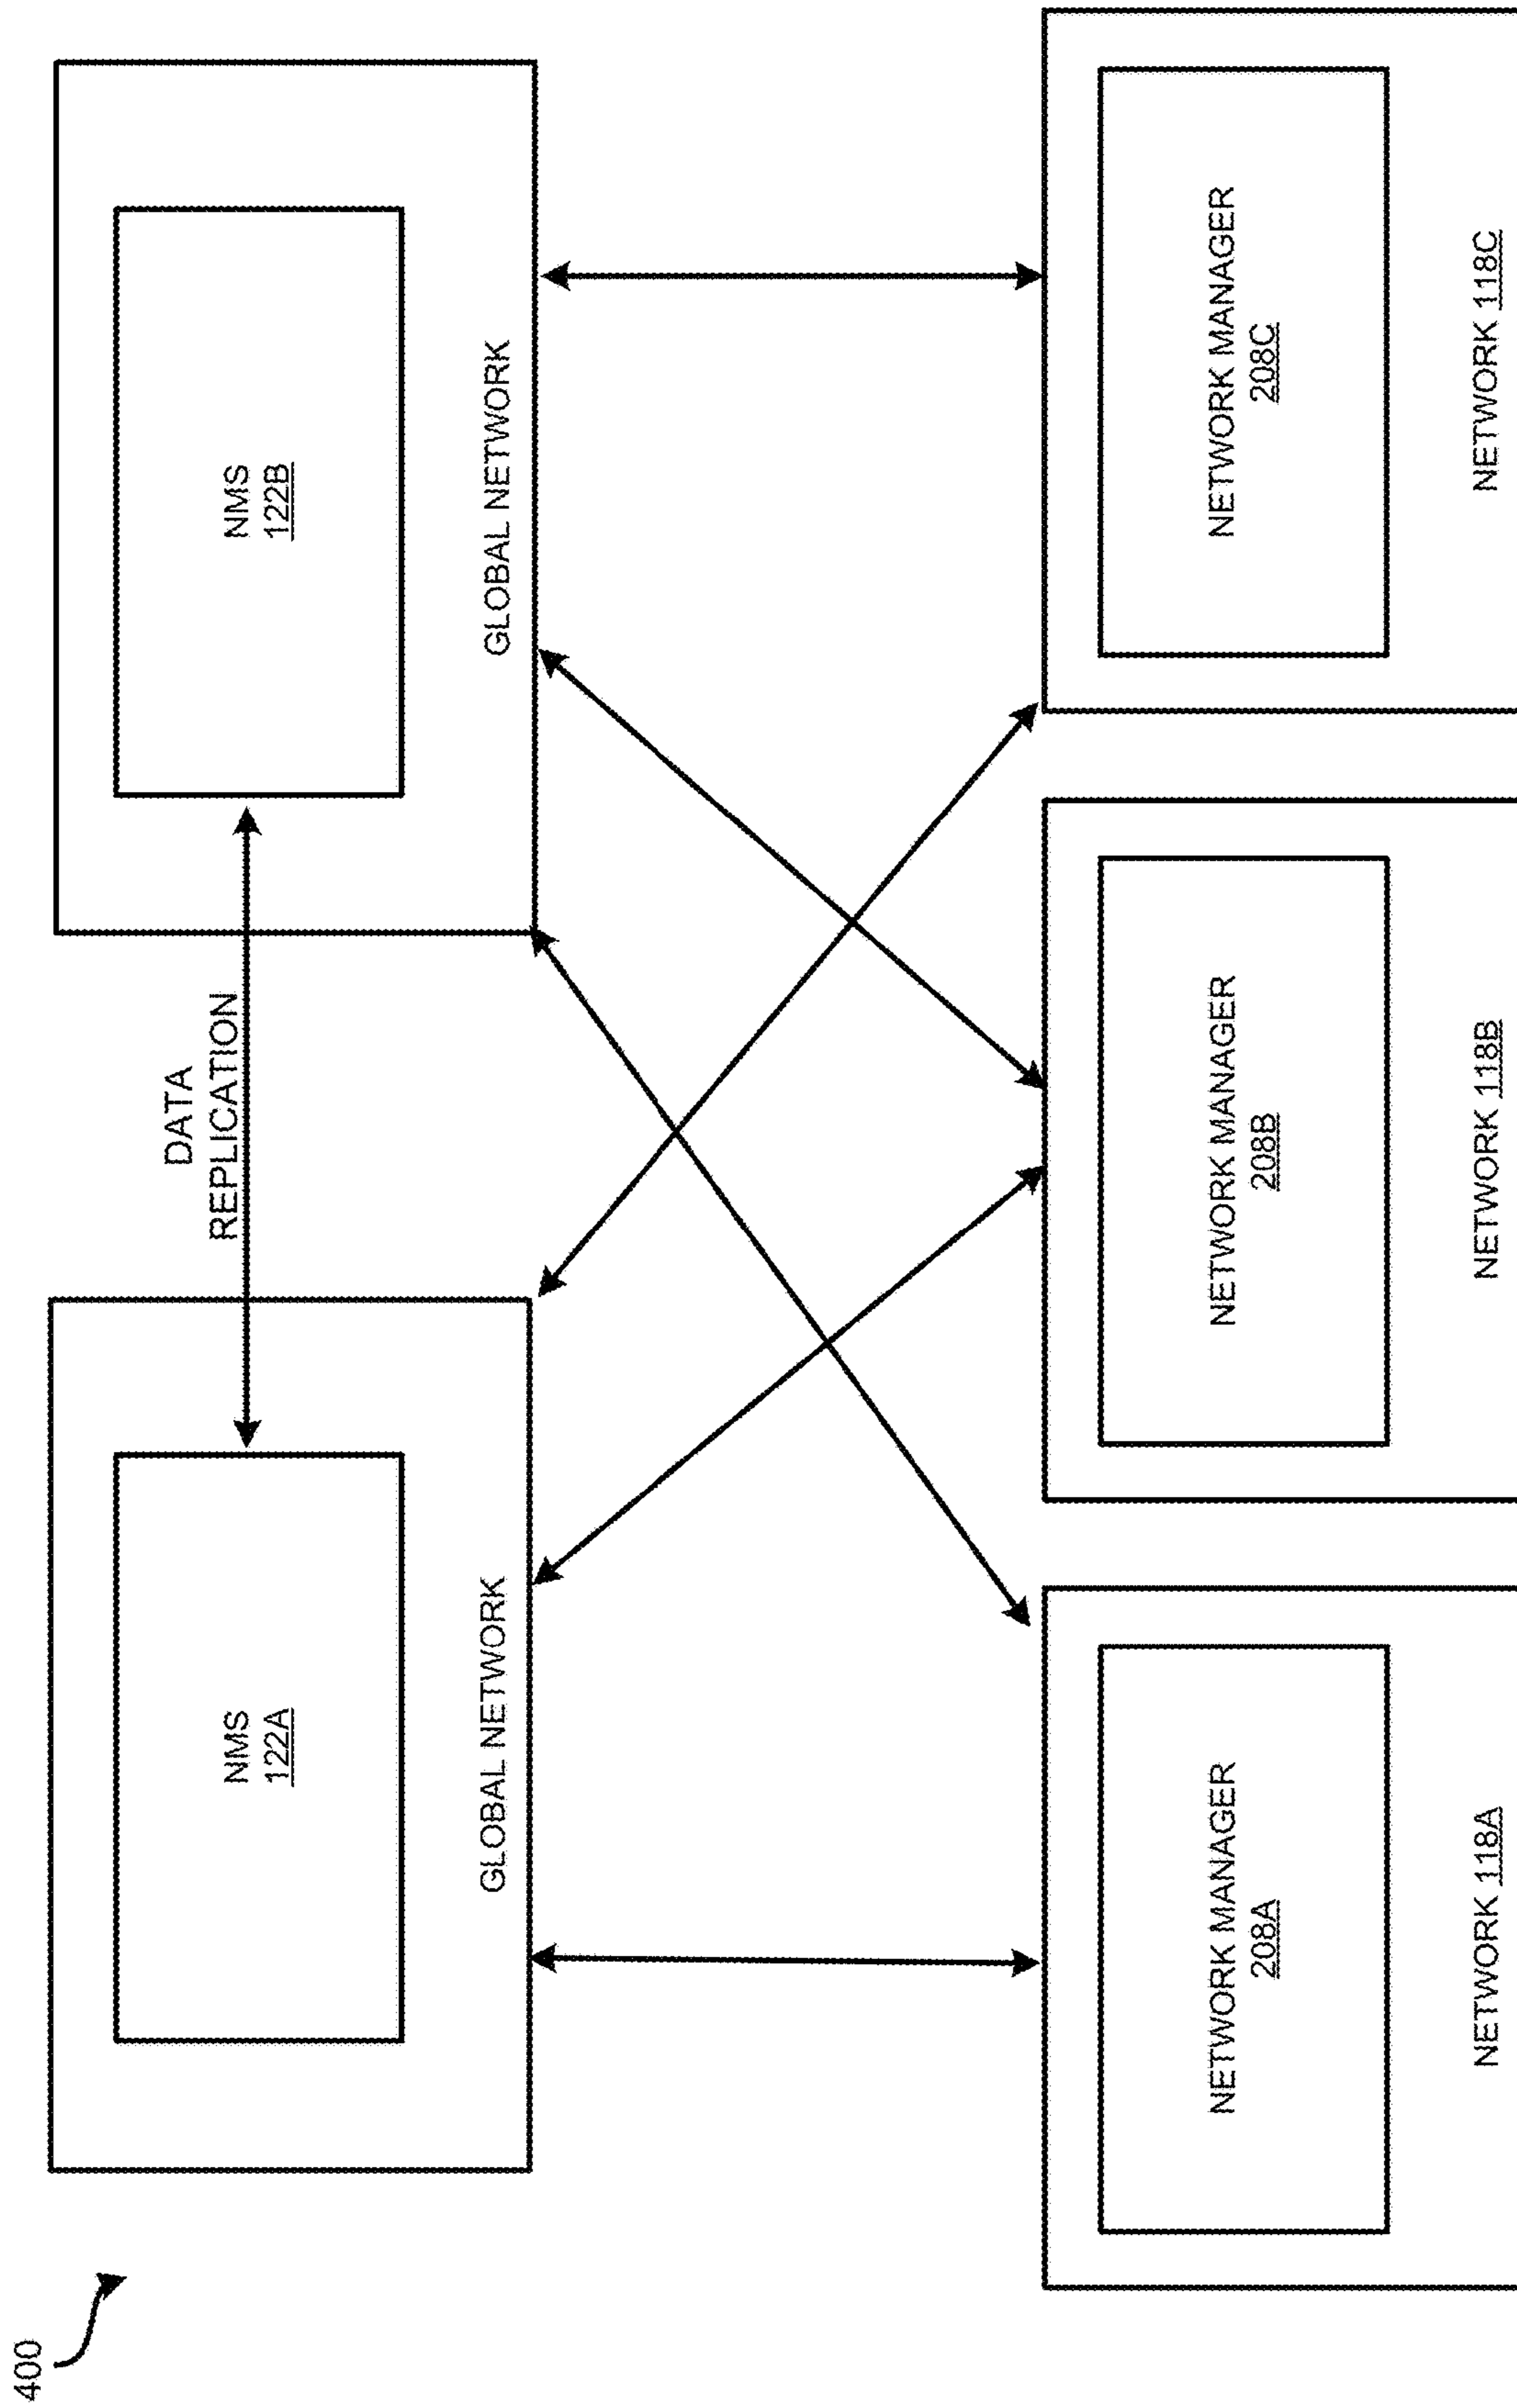 400
DATA
REPLICATION
NMS
122A
GLOBAL NETWORK
NMS
122B
GLOBAL NETWORK
NETWORK MANAGER
208A
NETWORK 118A
NETWORK MANAGER
208B
NETWORK 118B
NETWORK MANAGER
208C
NETWORK 118C